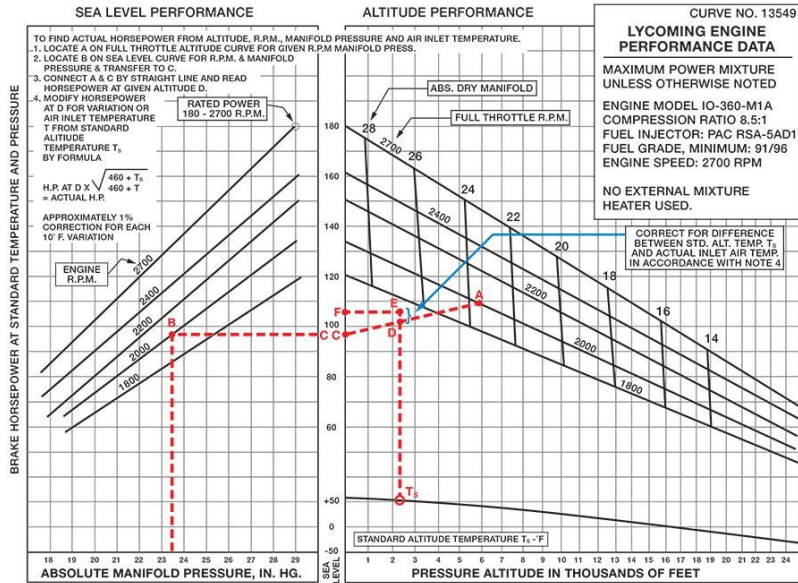 SEA LEVEL PERFORMANCE
ALTITUDE PERFORMANCE
CURVE NO. 13549
LYCOMING ENGINE
PERFORMANCE DATA
MAXIMUM POWER MIXTURE
UNLESS OTHERWISE NOTED
ENGINE MODEL IO-360-M1A
COMPRESSION RATIO 8.5:1
FUEL INJECTOR: PAC RSA-5AD1
FUEL GRADE, MINIMUM: 91/96
ENGINE SPEED: 2700 RPM
NO EXTERNAL MIXTURE
HEATER USED.
TO FIND ACTUAL HORSEPOWER FROM ALTITUDE, R.P.M., MANIFOLD PRESSURE AND AIR INLET TEMPERATURE.
1. LOCATE A ON FULL THROTTLE ALTITUDE CURVE FOR GIVEN R.P.M MANIFOLD PRESS.
2. LOCATE B ON SEA LEVEL CURVE FOR R.P.M. & MANIFOLD
PRESSURE & TRANSFER TO C.
3. CONNECT A & C BY STRAIGHT LINE AND READ
HORSEPOWER AT GIVEN ALTITUDE D.
4. MODIFY HORSEPOWER
AT D FOR VARIATION OR
AIR INLET TEMPERATURE
T FROM STANDARD
ALTITUDE
TEMPERATURE Ts
BY FORMULA
H.P. AT D X √ 460 + Ts
460 + T
= ACTUAL H.P.
APPROXIMATELY 1%
CORRECTION FOR EACH
10° F. VARIATION
RATED POWER
180 - 2700 R.P.M.
ENGINE
R.P.M.
2700
2400
2200
2000
1800
B
C
BRAKE HORSEPOWER AT STANDARD TEMPERATURE AND PRESSURE
180
160
140
120
100
80
60
+50
0
-50
ABS. DRY MANIFOLD
FULL THROTTLE R.P.M.
28
26
24
22
20
18
16
14
2700
2400
2200
2000
1800
CORRECT FOR DIFFERENCE
BETWEEN STD. ALT. TEMP. Ts
AND ACTUAL INLET AIR TEMP.
IN ACCORDANCE WITH NOTE 4
F
E
A
C
D
Ts
STANDARD ALTITUDE TEMPERATURE Ts -°F
18 19 20 21 22 23 24 25 26 27 28 29
ABSOLUTE MANIFOLD PRESSURE, IN. HG.
SEA
LEVEL
1 2 3 4 5 6 7 8 9 10 11 12 13 14 15 16 17 18 19 20 21 22 23 24
PRESSURE ALTITUDE IN THOUSANDS OF FEET